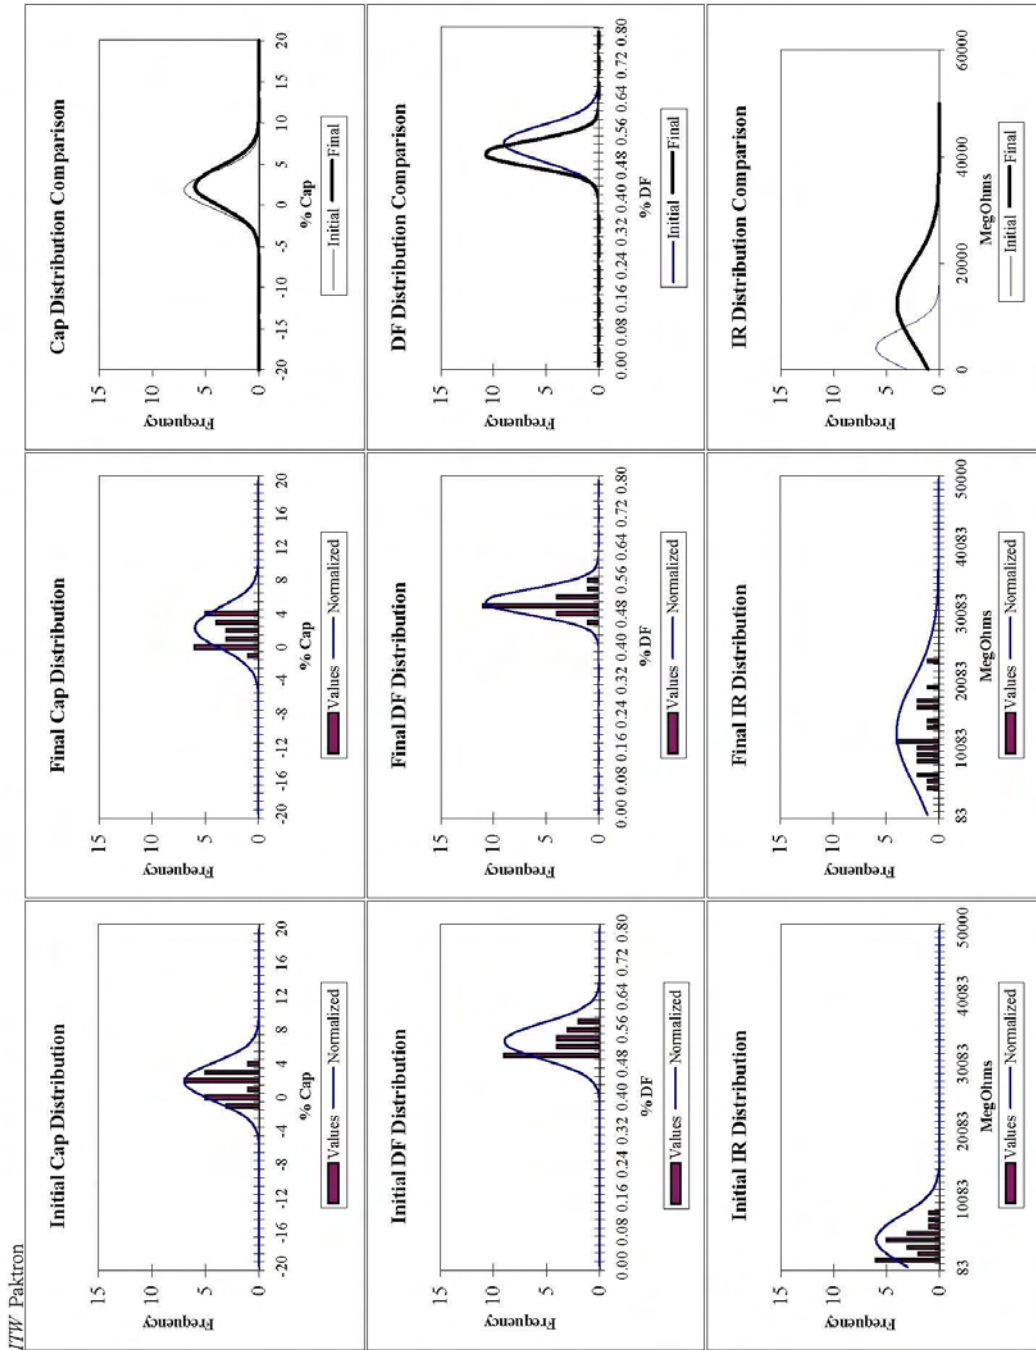 ITW Paktron
Initial Cap Distribution
Frequency
15
10
5
0
-20 -16 -12 -8 -4 0 4 8 12 16 20
% Cap
Values Normalized
Final Cap Distribution
Frequency
15
10
5
0
-20 -16 -12 -8 -4 0 4 8 12 16 20
% Cap
Values Normalized
Cap Distribution Comparison
Frequency
15
10
5
0
-20 -15 -10 -5 0 5 10 15 20
% Cap
Initial Final
Initial DF Distribution
Frequency
15
10
5
0
0.00 0.08 0.16 0.24 0.32 0.40 0.48 0.56 0.64 0.72 0.80
% DF
Values Normalized
Final DF Distribution
Frequency
15
10
5
0
0.00 0.08 0.16 0.24 0.32 0.40 0.48 0.56 0.64 0.72 0.80
% DF
Values Normalized
DF Distribution Comparison
Frequency
15
10
5
0
0.00 0.08 0.16 0.24 0.32 0.40 0.48 0.56 0.64 0.72 0.80
% DF
Initial Final
Initial IR Distribution
Frequency
15
10
5
0
83 10083 20083 30083 40083 50000
MegOhms
Values Normalized
Final IR Distribution
Frequency
15
10
5
0
83 10083 20083 30083 40083 50000
MegOhms
Values Normalized
IR Distribution Comparison
Frequency
15
10
5
0
0 20000 40000 60000
MegOhms
Initial Final